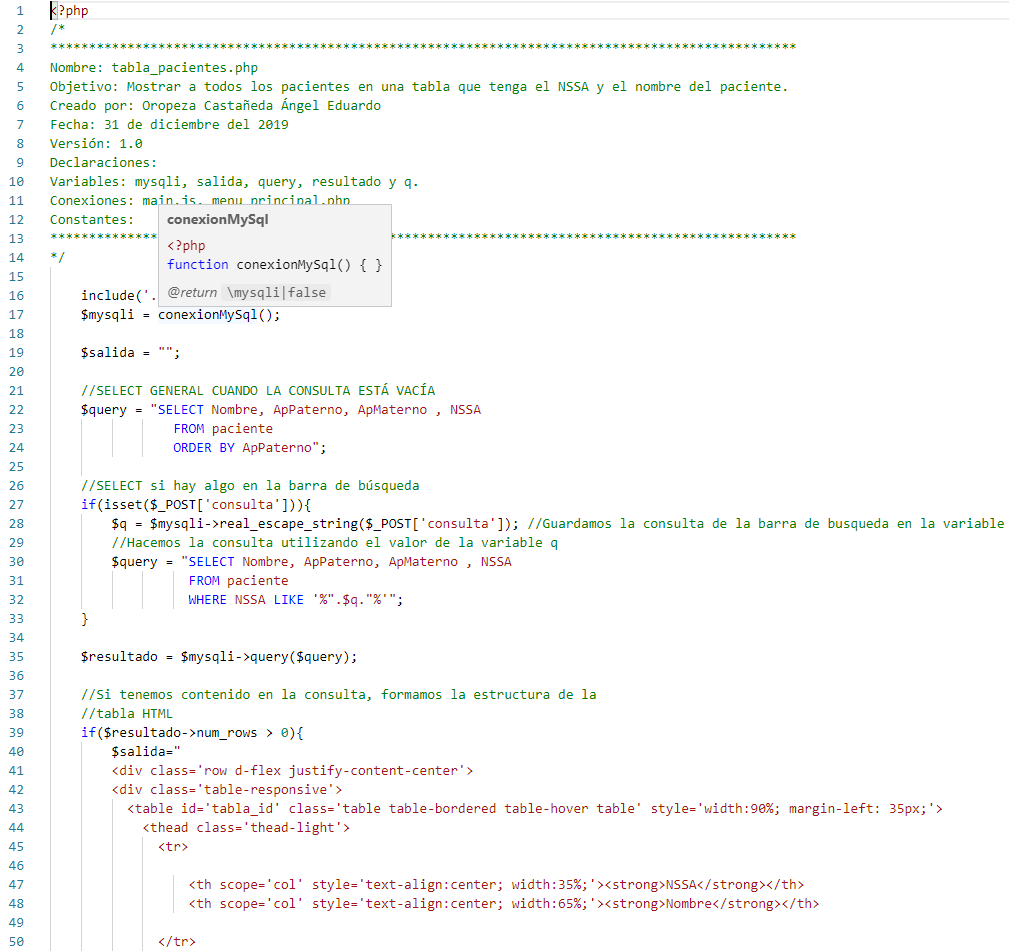 1 <?php
2 /*
3 *************************************************************************************************
4 Nombre: tabla_pacientes.php
5 Objetivo: Mostrar a todos los pacientes en una tabla que tenga el NSSA y el nombre del paciente.
6 Creado por: Oropeza Castañeda Ángel Eduardo
7 Fecha: 31 de diciembre del 2019
8 Versión: 1.0
9 Declaraciones:
10 Variables: mysqli, salida, query, resultado y q.
11 Conexiones: main.js, menu_principal.php
12 Constantes:
conexionMySql
13 *************************************************************************************************
<?php
14 */
function conexionMySql() { }
15
@return \mysqli|false
16 include('.
17 $mysqli = conexionMySql();
18
19 $salida = "";
20
21 //SELECT GENERAL CUANDO LA CONSULTA ESTÁ VACÍA
22 $query = "SELECT Nombre, ApPaterno, ApMaterno , NSSA
23 FROM paciente
24 ORDER BY ApPaterno";
25
26 //SELECT si hay algo en la barra de búsqueda
27 if(isset($_POST['consulta'])){
28 $q = $mysqli->real_escape_string($_POST['consulta']); //Guardamos la consulta de la barra de busqueda en la variable
29 //Hacemos la consulta utilizando el valor de la variable q
30 $query = "SELECT Nombre, ApPaterno, ApMaterno , NSSA
31 FROM paciente
32 WHERE NSSA LIKE '%".$q."%'";
33 }
34
35 $resultado = $mysqli->query($query);
36
37 //Si tenemos contenido en la consulta, formamos la estructura de la
38 //tabla HTML
39 if($resultado->num_rows > 0){
40 $salida="
41 <div class='row d-flex justify-content-center'>
42 <div class='table-responsive'>
43 <table id='tabla_id' class='table table-bordered table-hover table' style='width:90%; margin-left: 35px;'>
44 <thead class='thead-light'>
45 <tr>
46
47 <th scope='col' style='text-align:center; width:35%;'><strong>NSSA</strong></th>
48 <th scope='col' style='text-align:center; width:65%;'><strong>Nombre</strong></th>
49
50 </tr>